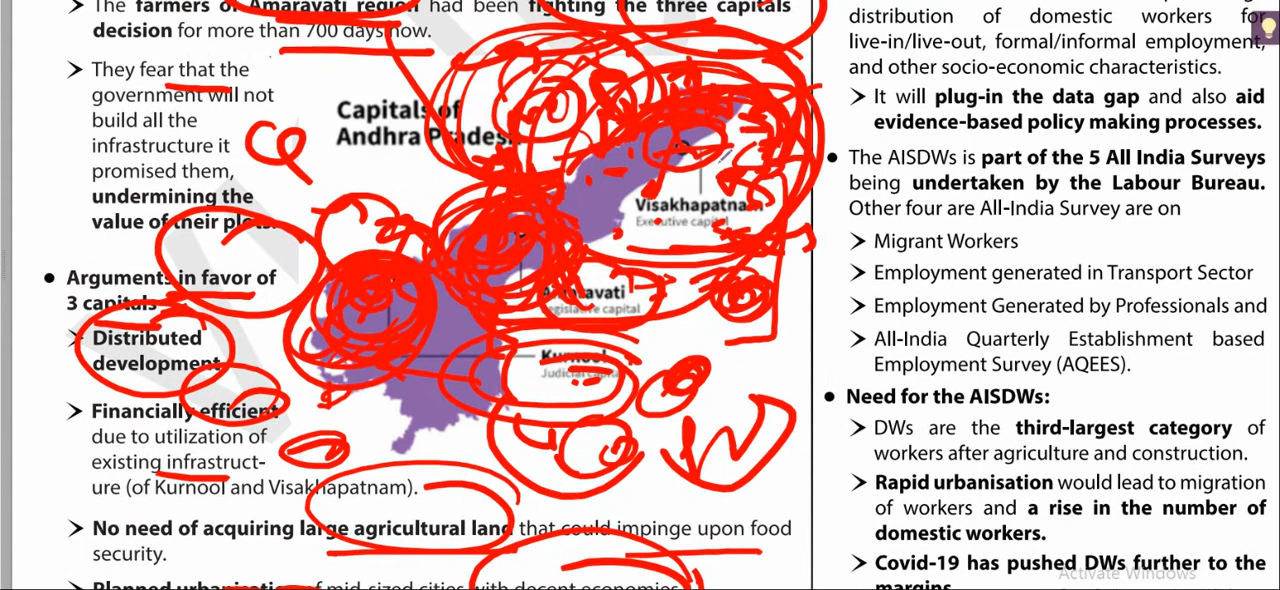 The farmers of Amaravati region had been fighting the three capitals
decision for more than 700 days now.
➤ They fear that the
government will not
build all the
infrastructure it
promised them,
undermining the
value of their plots.
Capitals of
Andhra Pradesh
Visakhapatnam
Executive capital
Amaravati
Legislative capital
Kurnool
Judicial capital
● Arguments in favor of
3 capitals
➤ Distributed
development
➤ Financially efficient
due to utilization of
existing infrastruct-
ure (of Kurnool and Visakhapatnam).
➤ No need of acquiring large agricultural land that could impinge upon food
security.
➤ Planned urbanisation of mid-sized cities with decent economies
distribution of domestic workers for
live-in/live-out, formal/informal employment,
and other socio-economic characteristics.
➤ It will plug-in the data gap and also aid
evidence-based policy making processes.
● The AISDWs is part of the 5 All India Surveys
being undertaken by the Labour Bureau.
Other four are All-India Survey are on
➤ Migrant Workers
➤ Employment generated in Transport Sector
➤ Employment Generated by Professionals and
➤ All-India Quarterly Establishment based
Employment Survey (AQEES).
● Need for the AISDWs:
➤ DWs are the third-largest category of
workers after agriculture and construction.
➤ Rapid urbanisation would lead to migration
of workers and a rise in the number of
domestic workers.
➤ Covid-19 has pushed DWs further to the
margins
Activate Windows